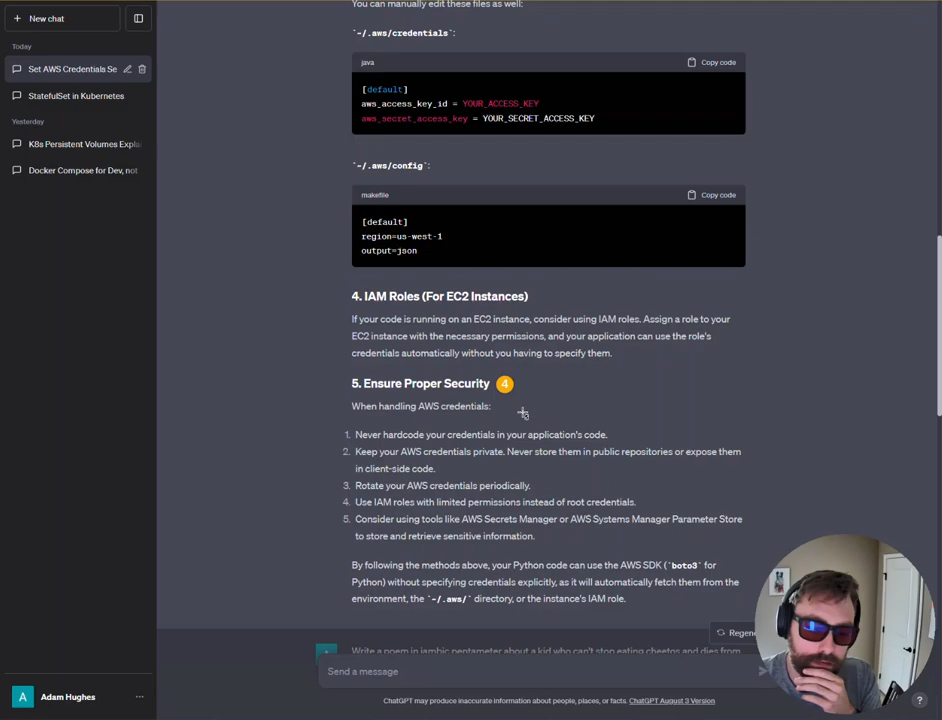 New chat
Today
Set AWS Credentials Se
StatefulSet in Kubernetes
Yesterday
K8s Persistent Volumes Expla
Docker Compose for Dev, not
A
Adam Hughes
You can manually edit these files as well:
`~/.aws/credentials`:
java
Copy code
[default]
aws_access_key_id = YOUR_ACCESS_KEY
aws_secret_access_key = YOUR_SECRET_ACCESS_KEY
`~/.aws/config`:
makefile
Copy code
[default]
region=us-west-1
output=json
4. IAM Roles (For EC2 Instances)
If your code is running on an EC2 instance, consider using IAM roles. Assign a role to your
EC2 instance with the necessary permissions, and your application can use the role's
credentials automatically without you having to specify them.
5. Ensure Proper Security 4
When handling AWS credentials:
1. Never hardcode your credentials in your application's code.
2. Keep your AWS credentials private. Never store them in public repositories or expose them
in client-side code.
3. Rotate your AWS credentials periodically.
4. Use IAM roles with limited permissions instead of root credentials.
5. Consider using tools like AWS Secrets Manager or AWS Systems Manager Parameter Store
to store and retrieve sensitive information.
By following the methods above, your Python code can use the AWS SDK (`boto3` for
Python) without specifying credentials explicitly, as it will automatically fetch them from the
environment, the `~/.aws/` directory, or the instance's IAM role.
Regene
Write a poem in iambic pentameter about a kid who can't stop eating cheetos and dies from
Send a message
ChatGPT may produce inaccurate information about people, places, or facts. ChatGPT August 3 Version
?